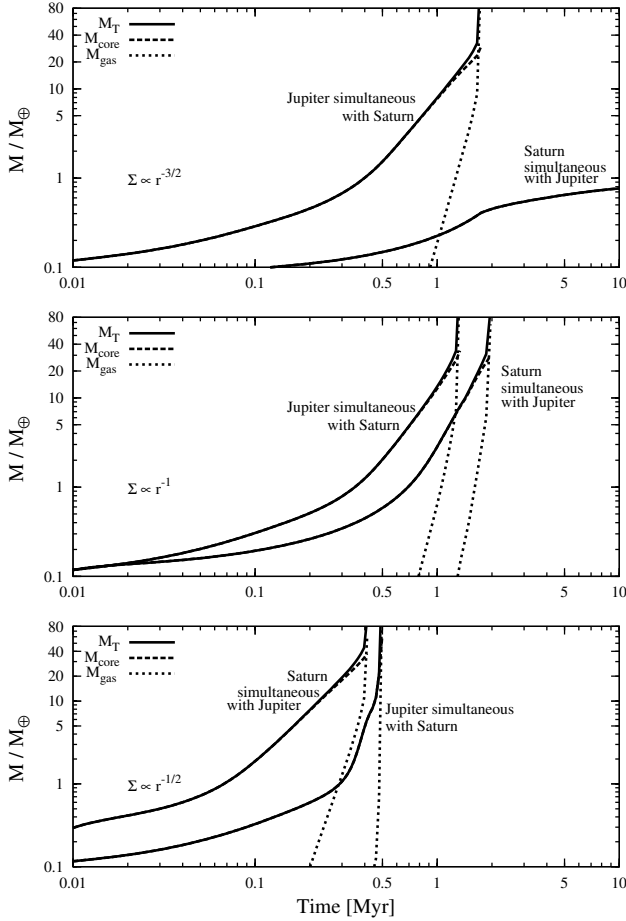 80
40
20
10
5
1
0.1
M / M⊕
M_T
M_core
M_gas
Jupiter simultaneous
with Saturn
Saturn
simultaneous
with Jupiter
Σ ∝ r^-3/2
0.01 0.1 0.5 1 5 10
80
40
20
10
5
1
0.1
M / M⊕
M_T
M_core
M_gas
Jupiter simultaneous
with Saturn
Saturn
simultaneous
with Jupiter
Σ ∝ r^-1
0.01 0.1 0.5 1 5 10
80
40
20
10
5
1
0.1
M / M⊕
M_T
M_core
M_gas
Saturn
simultaneous
with Jupiter
Jupiter simultaneous
with Saturn
Σ ∝ r^-1/2
0.01 0.1 0.5 1 5 10
Time [Myr]